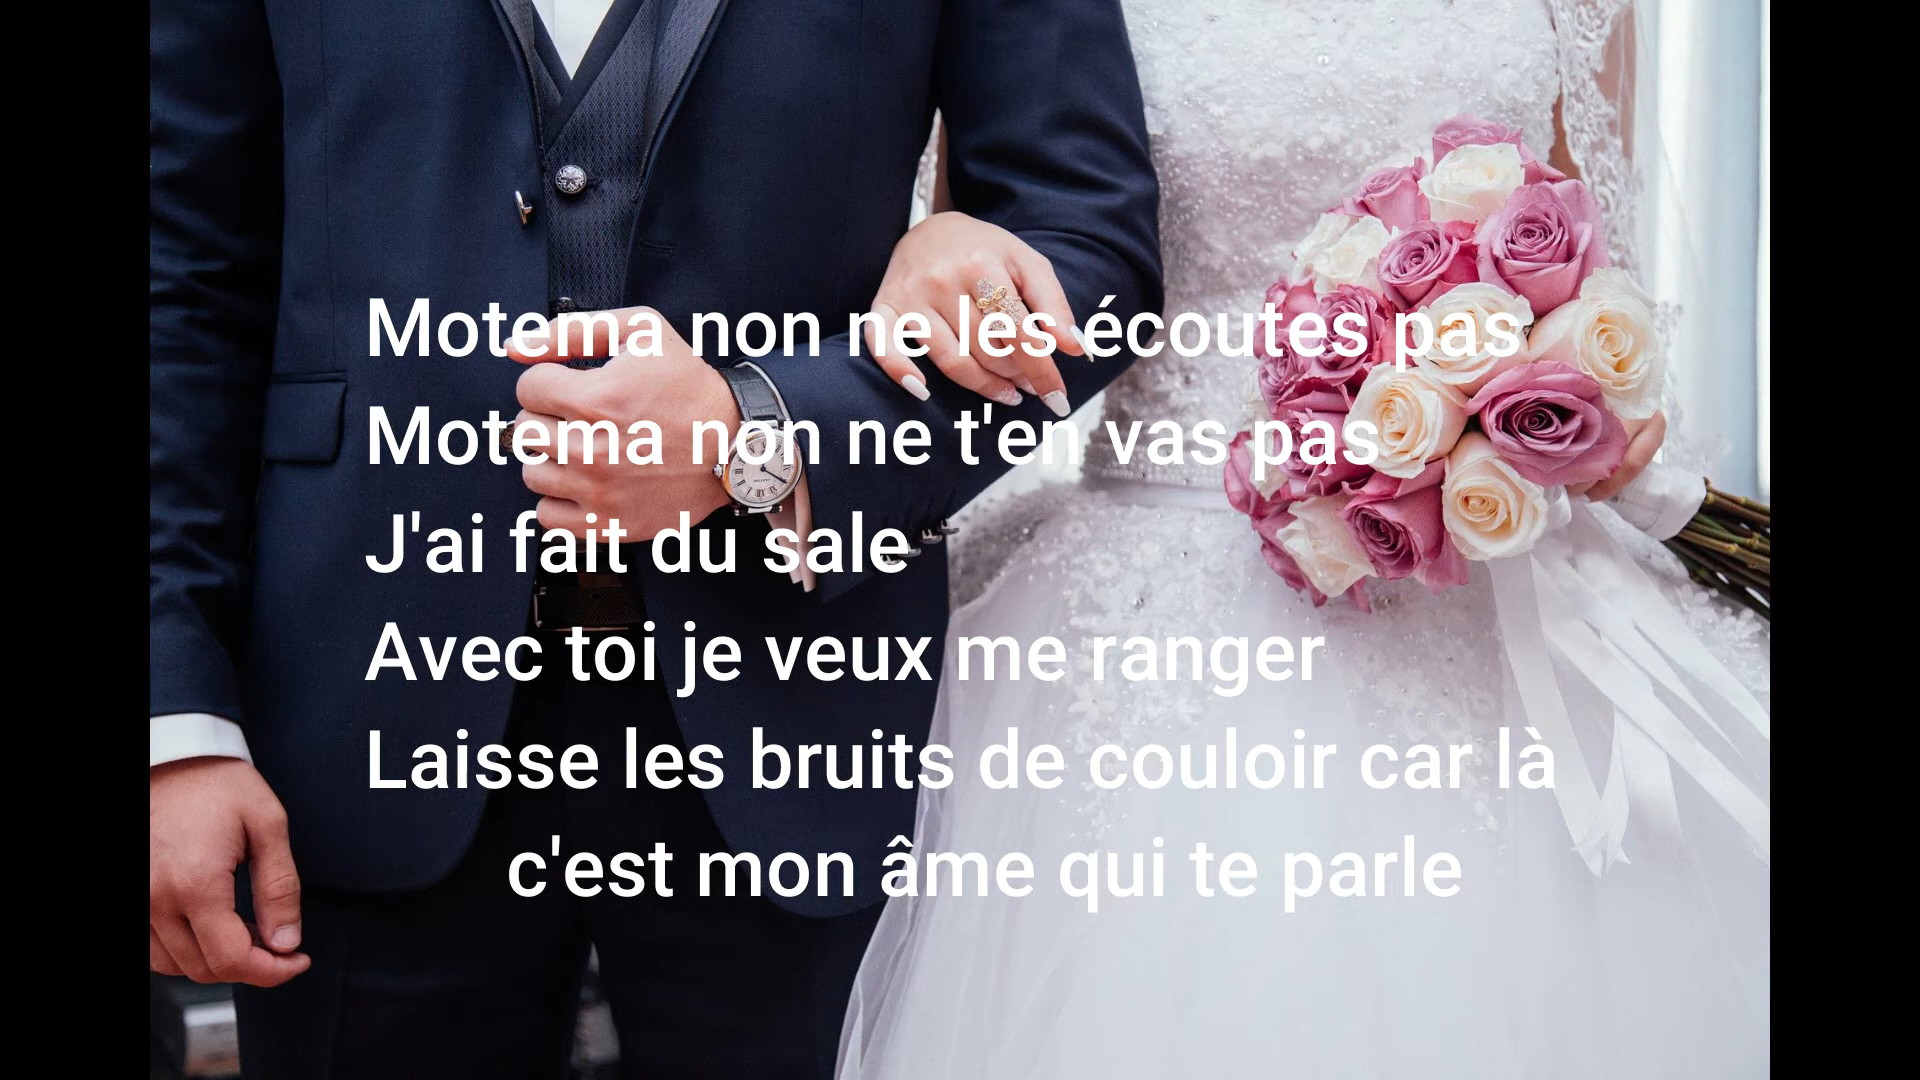 Motema non ne les écoutes pas
Motema non ne t'en vas pas
J'ai fait du sale
Avec toi je veux me ranger
Laisse les bruits de couloir car là
c'est mon âme qui te parle